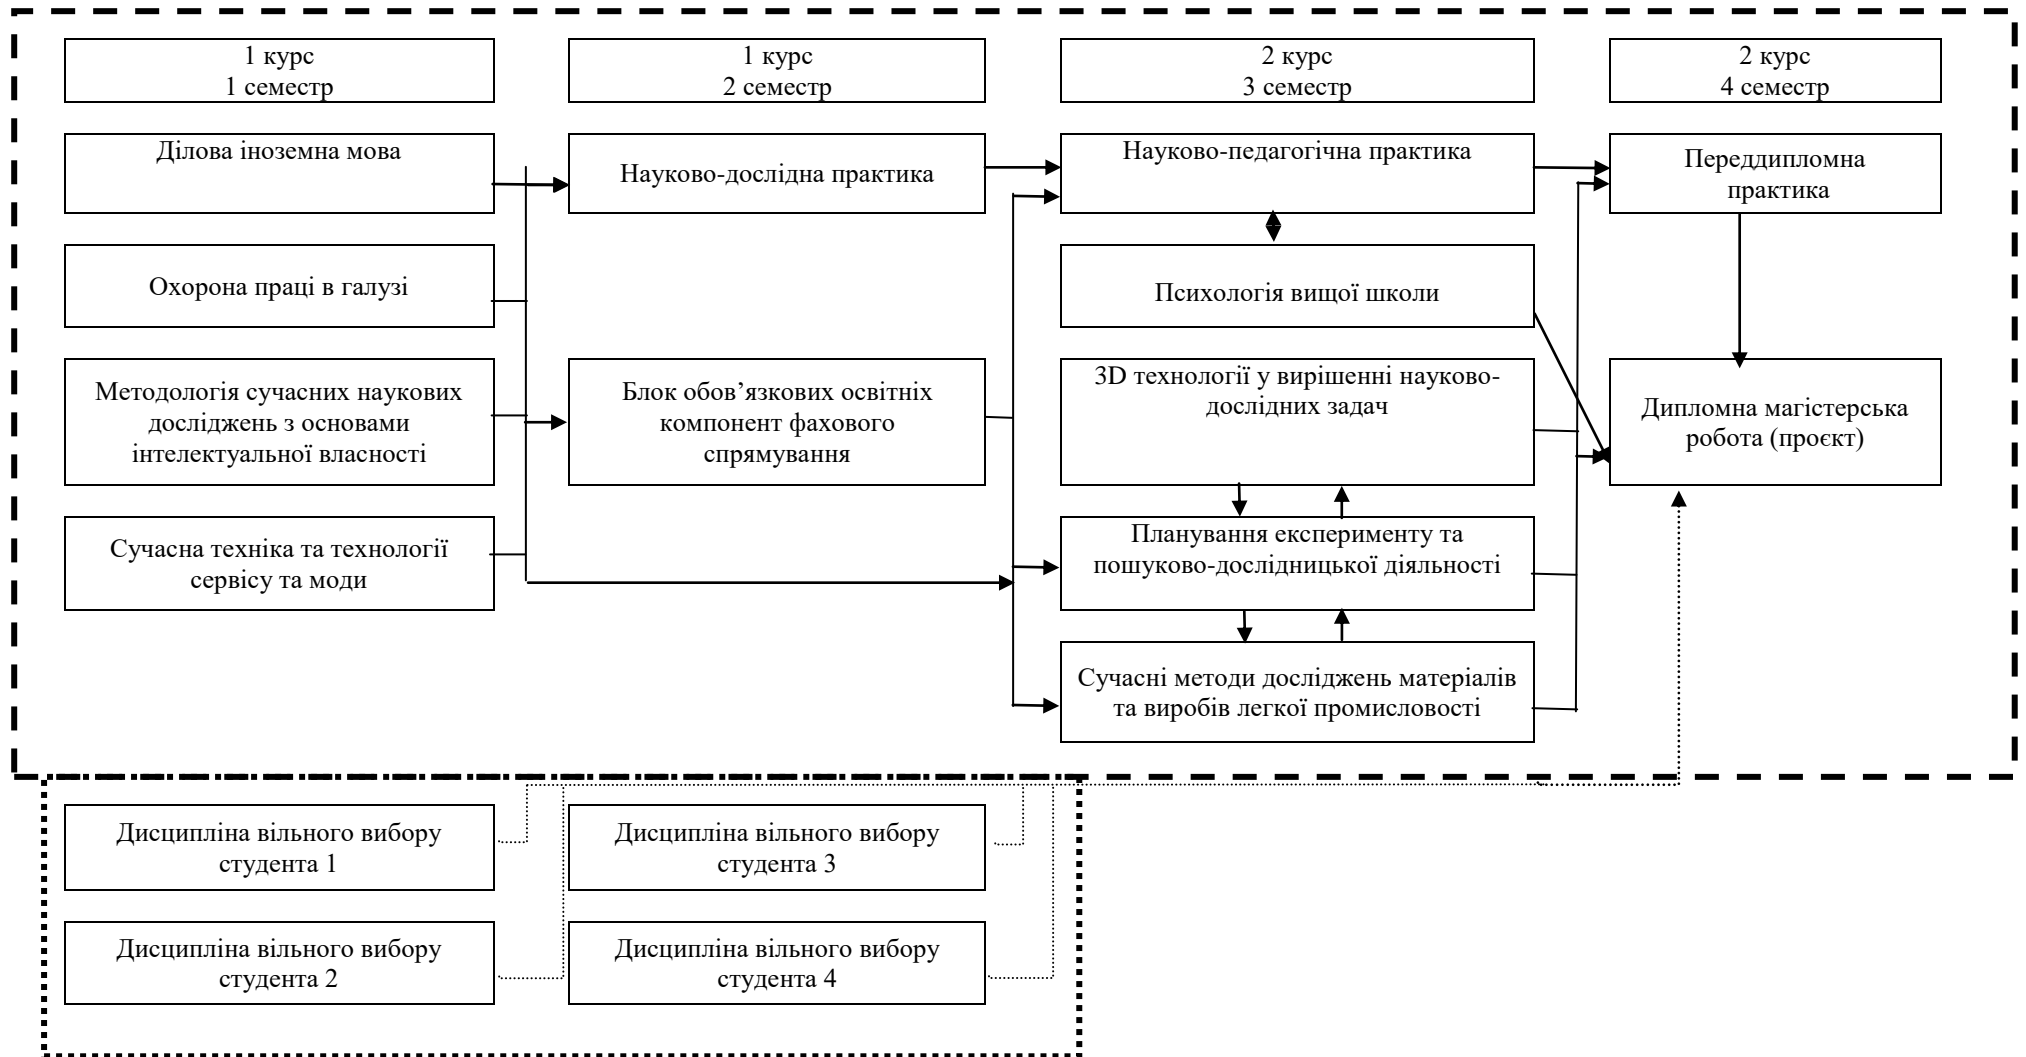 1 курс
1 семестр
1 курс
2 семестр
2 курс
3 семестр
2 курс
4 семестр
Ділова іноземна мова
Науково-дослідна практика
Науково-педагогічна практика
Переддипломна
практика
Охорона праці в галузі
Психологія вищої школи
Методологія сучасних наукових
досліджень з основами
інтелектуальної власності
Блок обов’язкових освітніх
компонент фахового
спрямування
3D технології у вирішенні науково-
дослідних задач
Дипломна магістерська
робота (проєкт)
Сучасна техніка та технології
сервісу та моди
Планування експерименту та
пошуково-дослідницької діяльності
Сучасні методи досліджень матеріалів
та виробів легкої промисловості
Дисципліна вільного вибору
студента 1
Дисципліна вільного вибору
студента 3
Дисципліна вільного вибору
студента 2
Дисципліна вільного вибору
студента 4